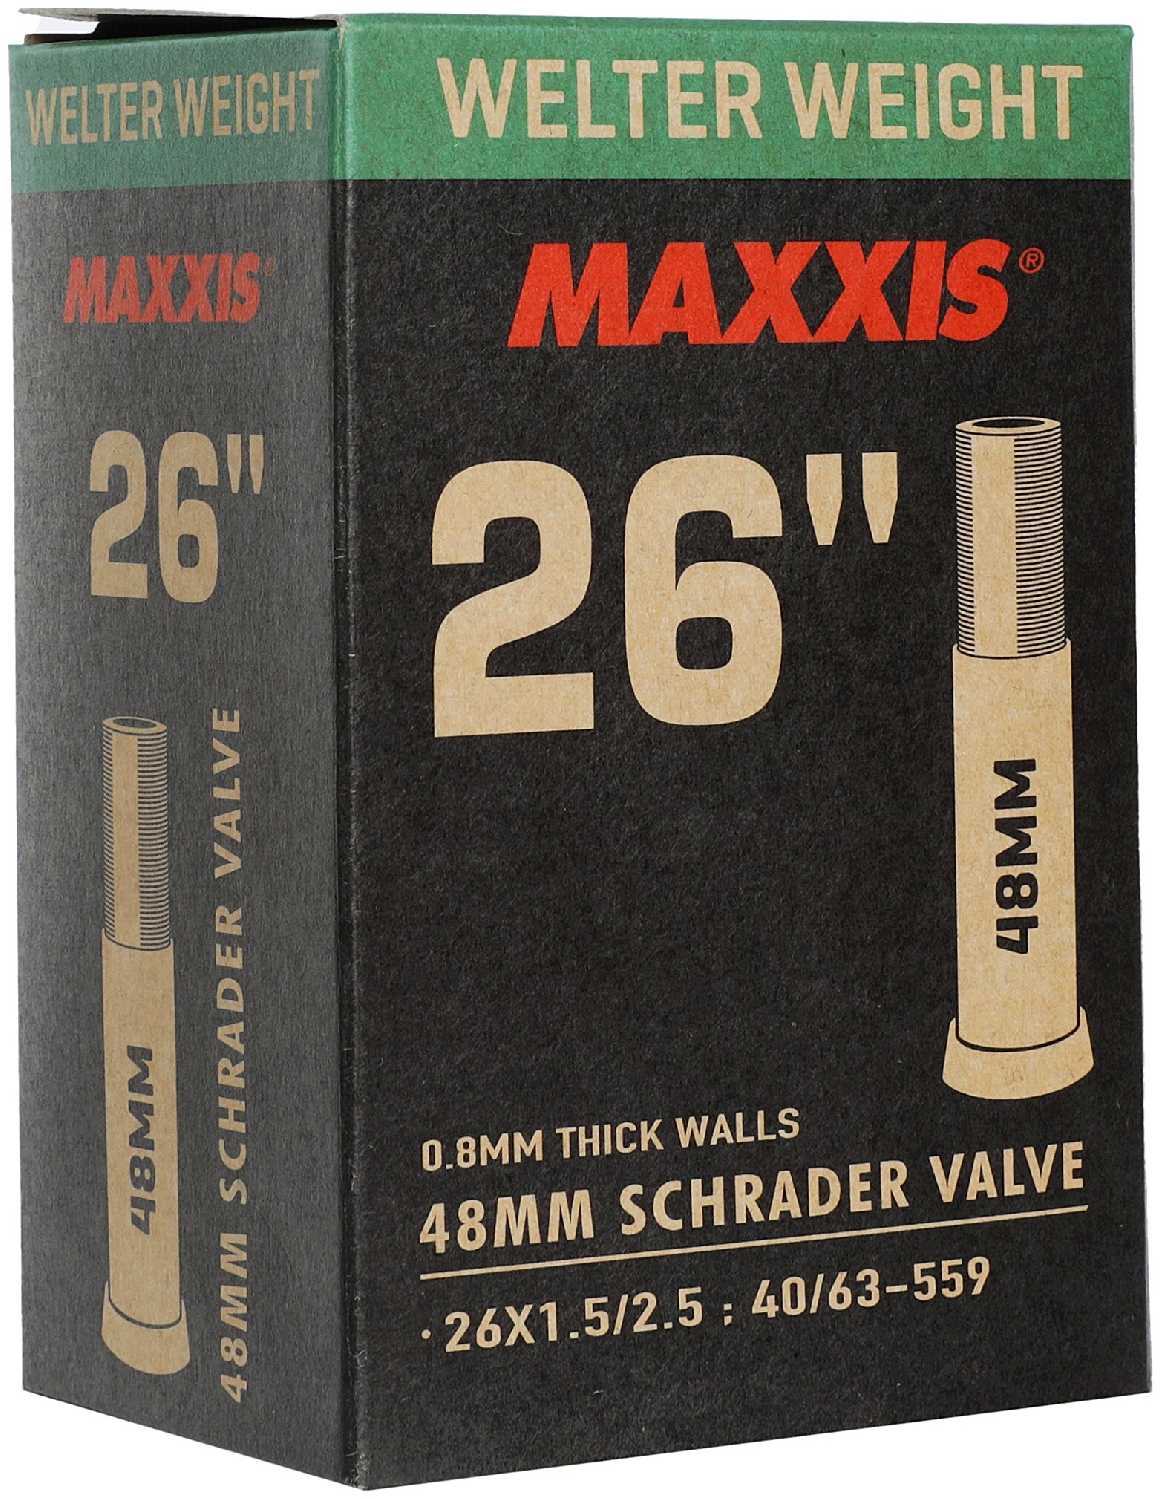 WELTER WEIGHT
MAXXIS
26"
48MM
48MM SCHRADER VALVE
WELTER WEIGHT
MAXXIS®
26"
48MM
0.8MM THICK WALLS
48MM SCHRADER VALVE
· 26X1.5/2.5 : 40/63-559